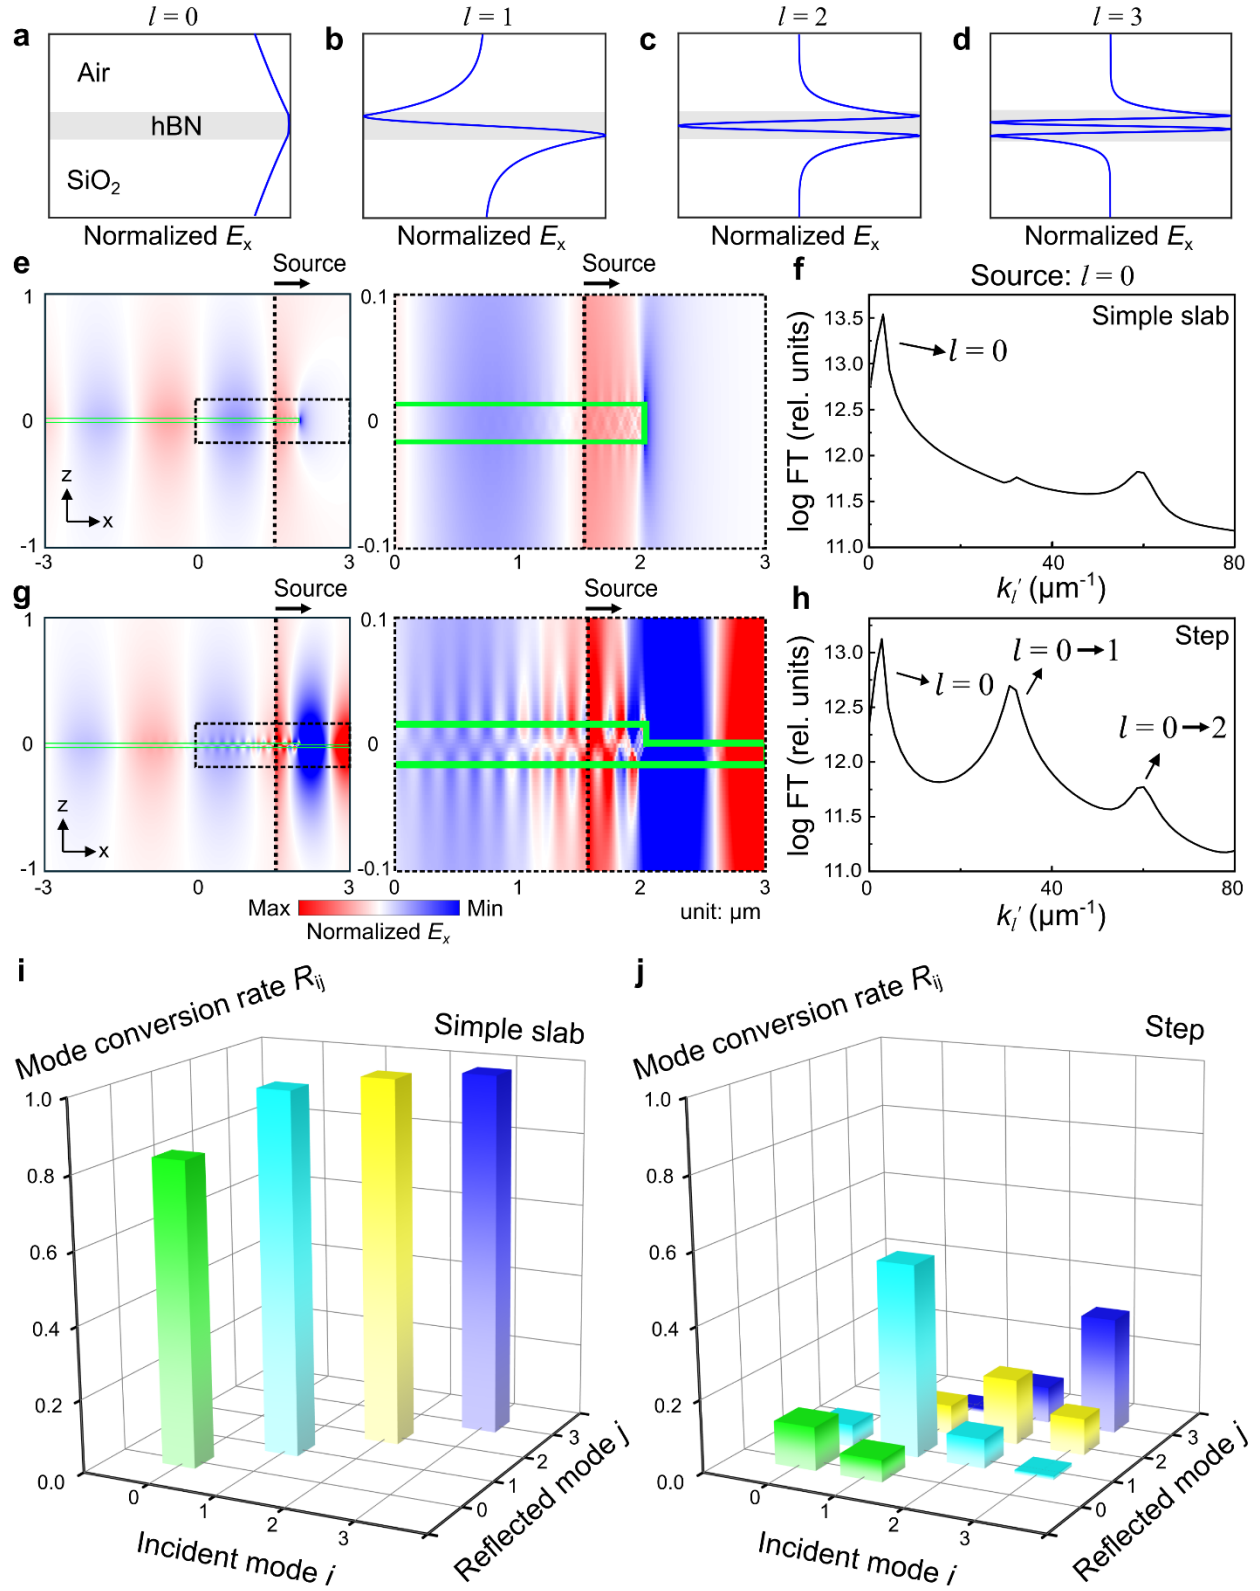 l = 0
l = 1
l = 2
l = 3
a
b
c
d
Air
hBN
SiO₂
Normalized Eₓ
Normalized Eₓ
Normalized Eₓ
Normalized Eₓ
e
Source
Source
f
Source: l = 0
1
0
-1
z
x
-3
0
3
0.1
0
-0.1
0
1
2
3
Simple slab
l = 0
log FT (rel. units)
13.5
13.0
12.5
12.0
11.5
11.0
0
40
80
kₗ′ (µm⁻¹)
g
Source
Source
h
1
0
-1
z
x
-3
0
3
0.1
0
-0.1
0
1
2
3
Max
Min
Normalized Eₓ
unit: µm
Step
l = 0
l = 0→1
l = 0→2
log FT (rel. units)
13.0
12.5
12.0
11.5
11.0
0
40
80
kₗ′ (µm⁻¹)
i
Mode conversion rate Rᵢⱼ
Simple slab
1.0
0.8
0.6
0.4
0.2
0.0
0
1
2
3
Incident mode i
0
1
2
3
Reflected mode j
j
Mode conversion rate Rᵢⱼ
Step
1.0
0.8
0.6
0.4
0.2
0.0
0
1
2
3
Incident mode i
0
1
2
3
Reflected mode j